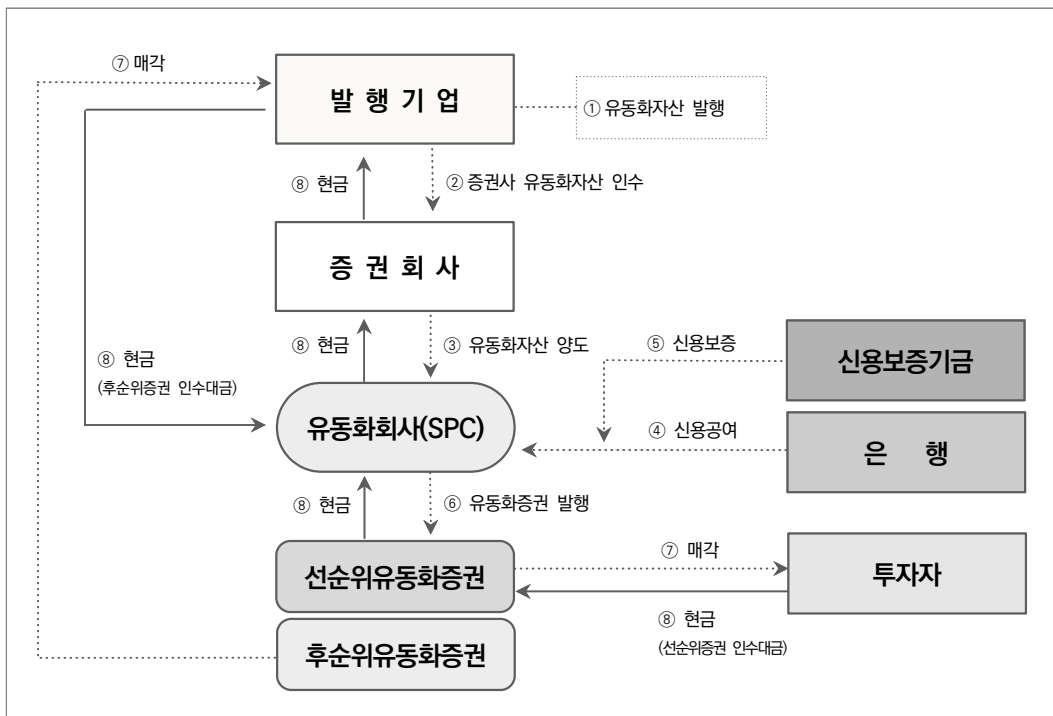 ⑦ 매각
발 행 기 업
① 유동화자산 발행
⑧ 현금
② 증권사 유동화자산 인수
증 권 회 사
⑧ 현금
(후순위증권 인수대금)
⑧ 현금
③ 유동화자산 양도
⑤ 신용보증
신용보증기금
유동화회사(SPC)
④ 신용공여
은 행
⑧ 현금
⑥ 유동화증권 발행
선순위유동화증권
⑦ 매각
투자자
⑧ 현금
(선순위증권 인수대금)
후순위유동화증권